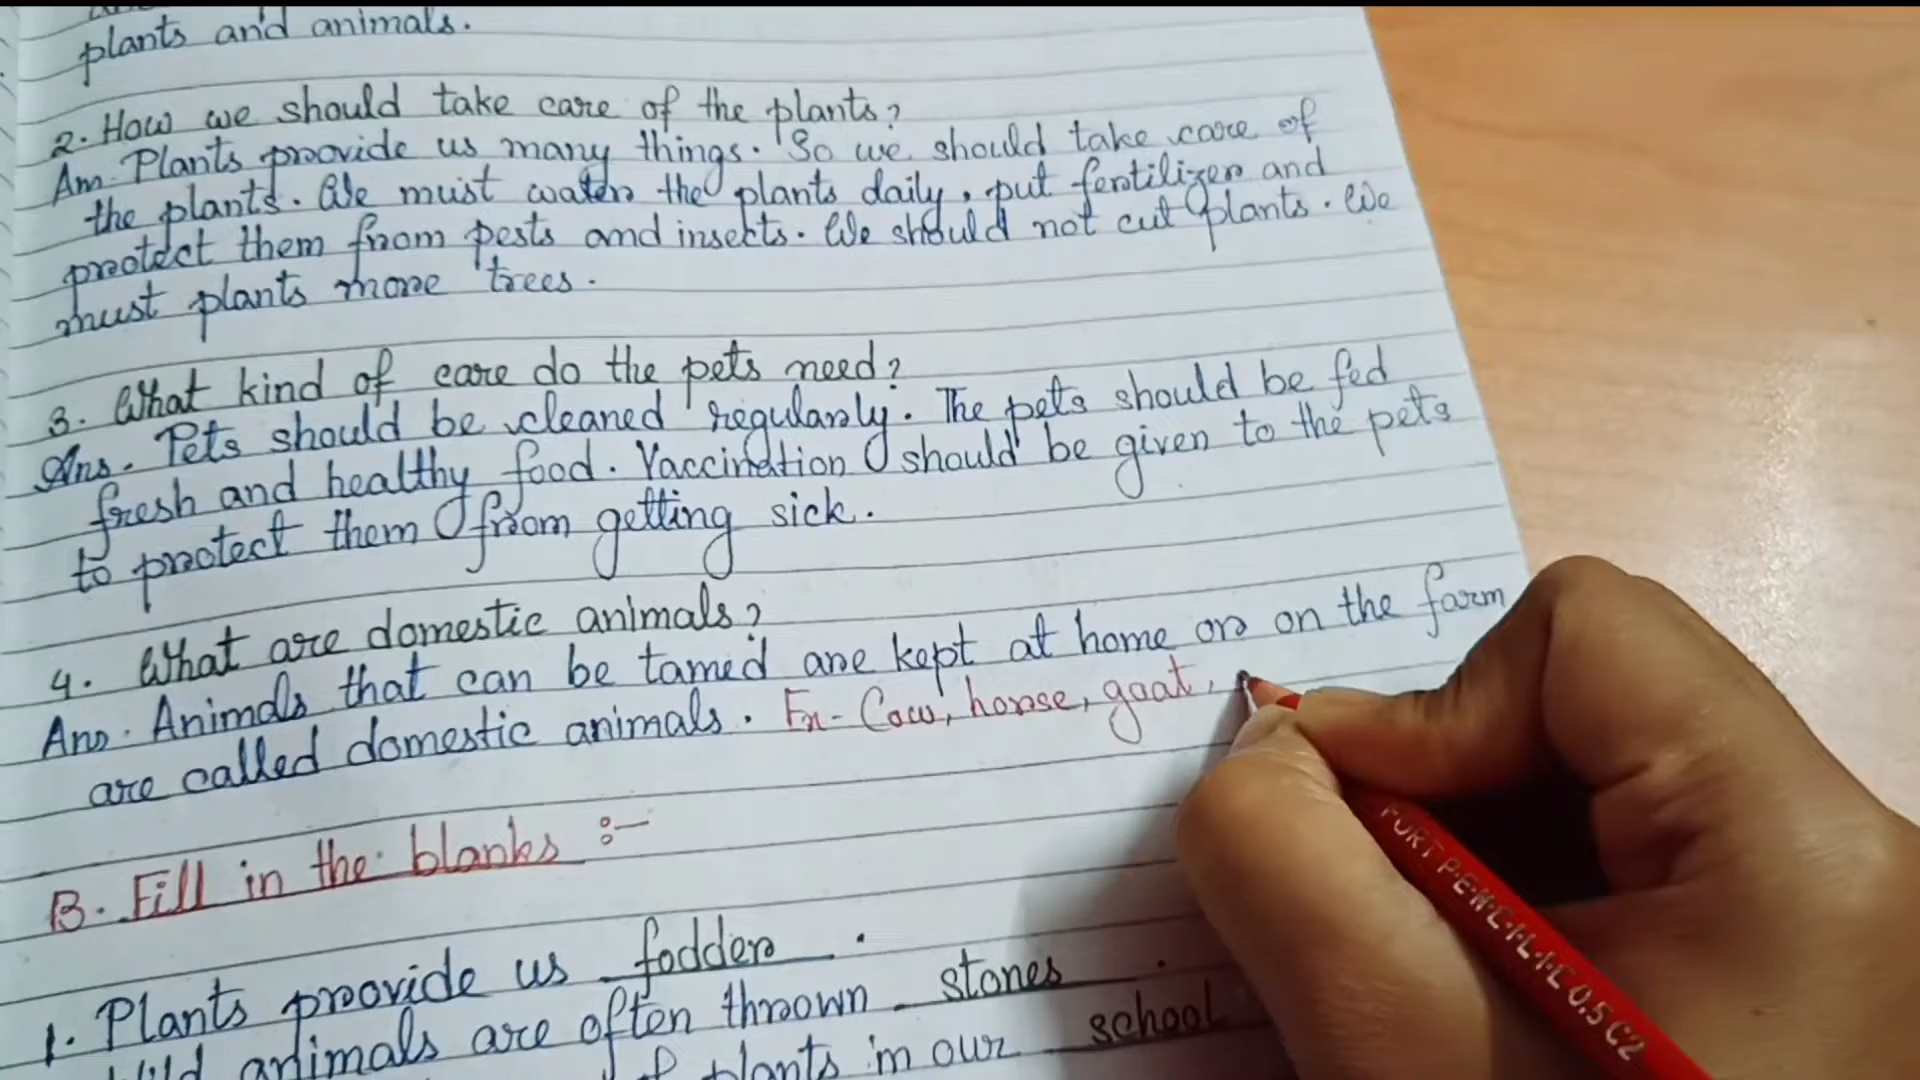 plants and animals.
2. How we should take care of the plants?
Ans. Plants provide us many things. So we should take care of
the plants. We must water the plants daily, put fertilizer and
protect them from pests and insects. We should not cut plants. We
must plants more trees.
3. What kind of care do the pets need?
Ans. Pets should be cleaned regularly. The pets should be fed
fresh and healthy food. Vaccination should be given to the pets
to protect them from getting sick.
4. What are domestic animals?
Ans. Animals that can be tamed are kept at home or on the farm
are called domestic animals. Ex- Cow, horse, goat,
B. Fill in the blanks :-
1. Plants provide us fodder.
Wild animals are often thrown stones.
of plants in our school
PORT P.E.N.C.I.L.I.C 0.5 C2